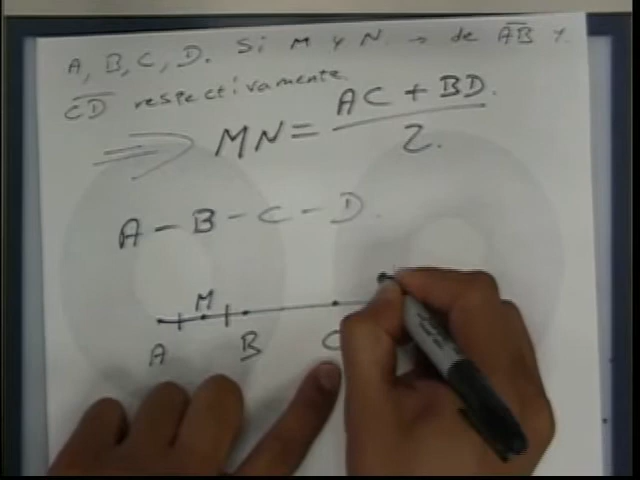 A, B, C, D. Si M y N → de AB y
CD respectivamente.
⇒ MN = AC + BD. / 2.
A - B - C - D.
M
A B C